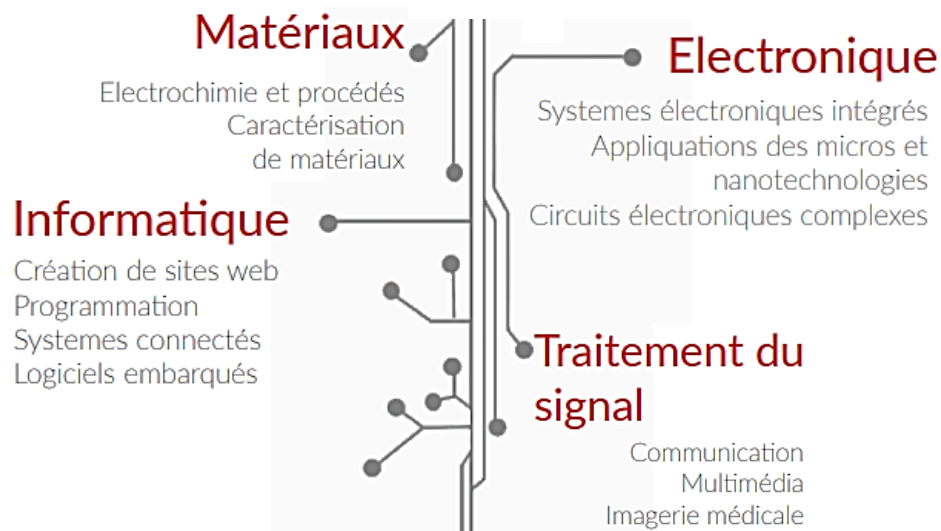 Matériaux
Electrochimie et procédés
Caractérisation
de matériaux
Electronique
Systemes électroniques intégrés
Appliquations des micros et
nanotechnologies
Circuits électroniques complexes
Informatique
Création de sites web
Programmation
Systemes connectés
Logiciels embarqués
Traitement du
signal
Communication
Multimédia
Imagerie médicale